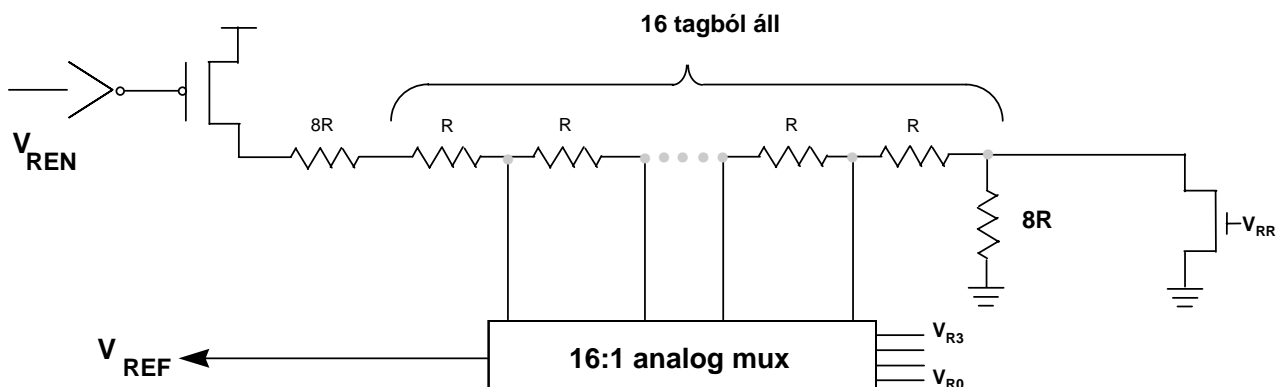 16 tagból áll
V REN
8R
R
R
R
R
8R
V RR
V REF
16:1 analog mux
V R3
V R0